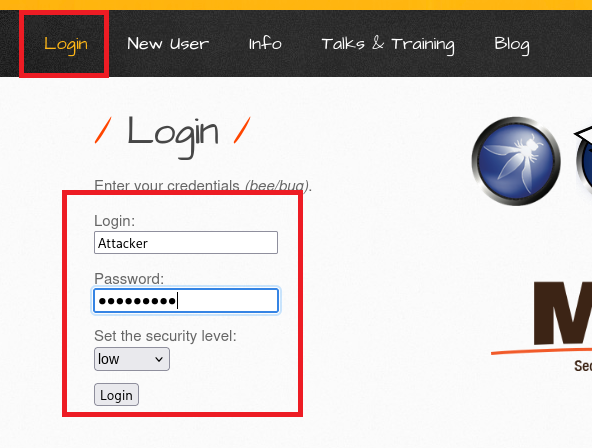 Login New User Info Talks & Training Blog
/ Login /
Enter your credentials (bee/bug).
Login:
Attacker
Password:
•••••••••
Set the security level:
low
Login
M
Sec